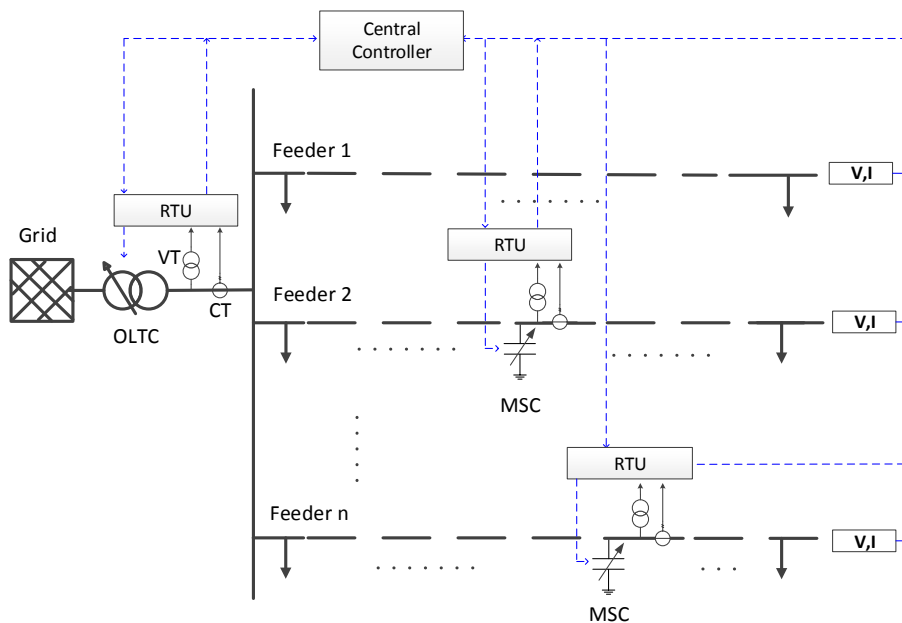 Central
Controller
Feeder 1
V,I
RTU
Grid
VT
RTU
CT
Feeder 2
V,I
OLTC
MSC
RTU
Feeder n
V,I
MSC